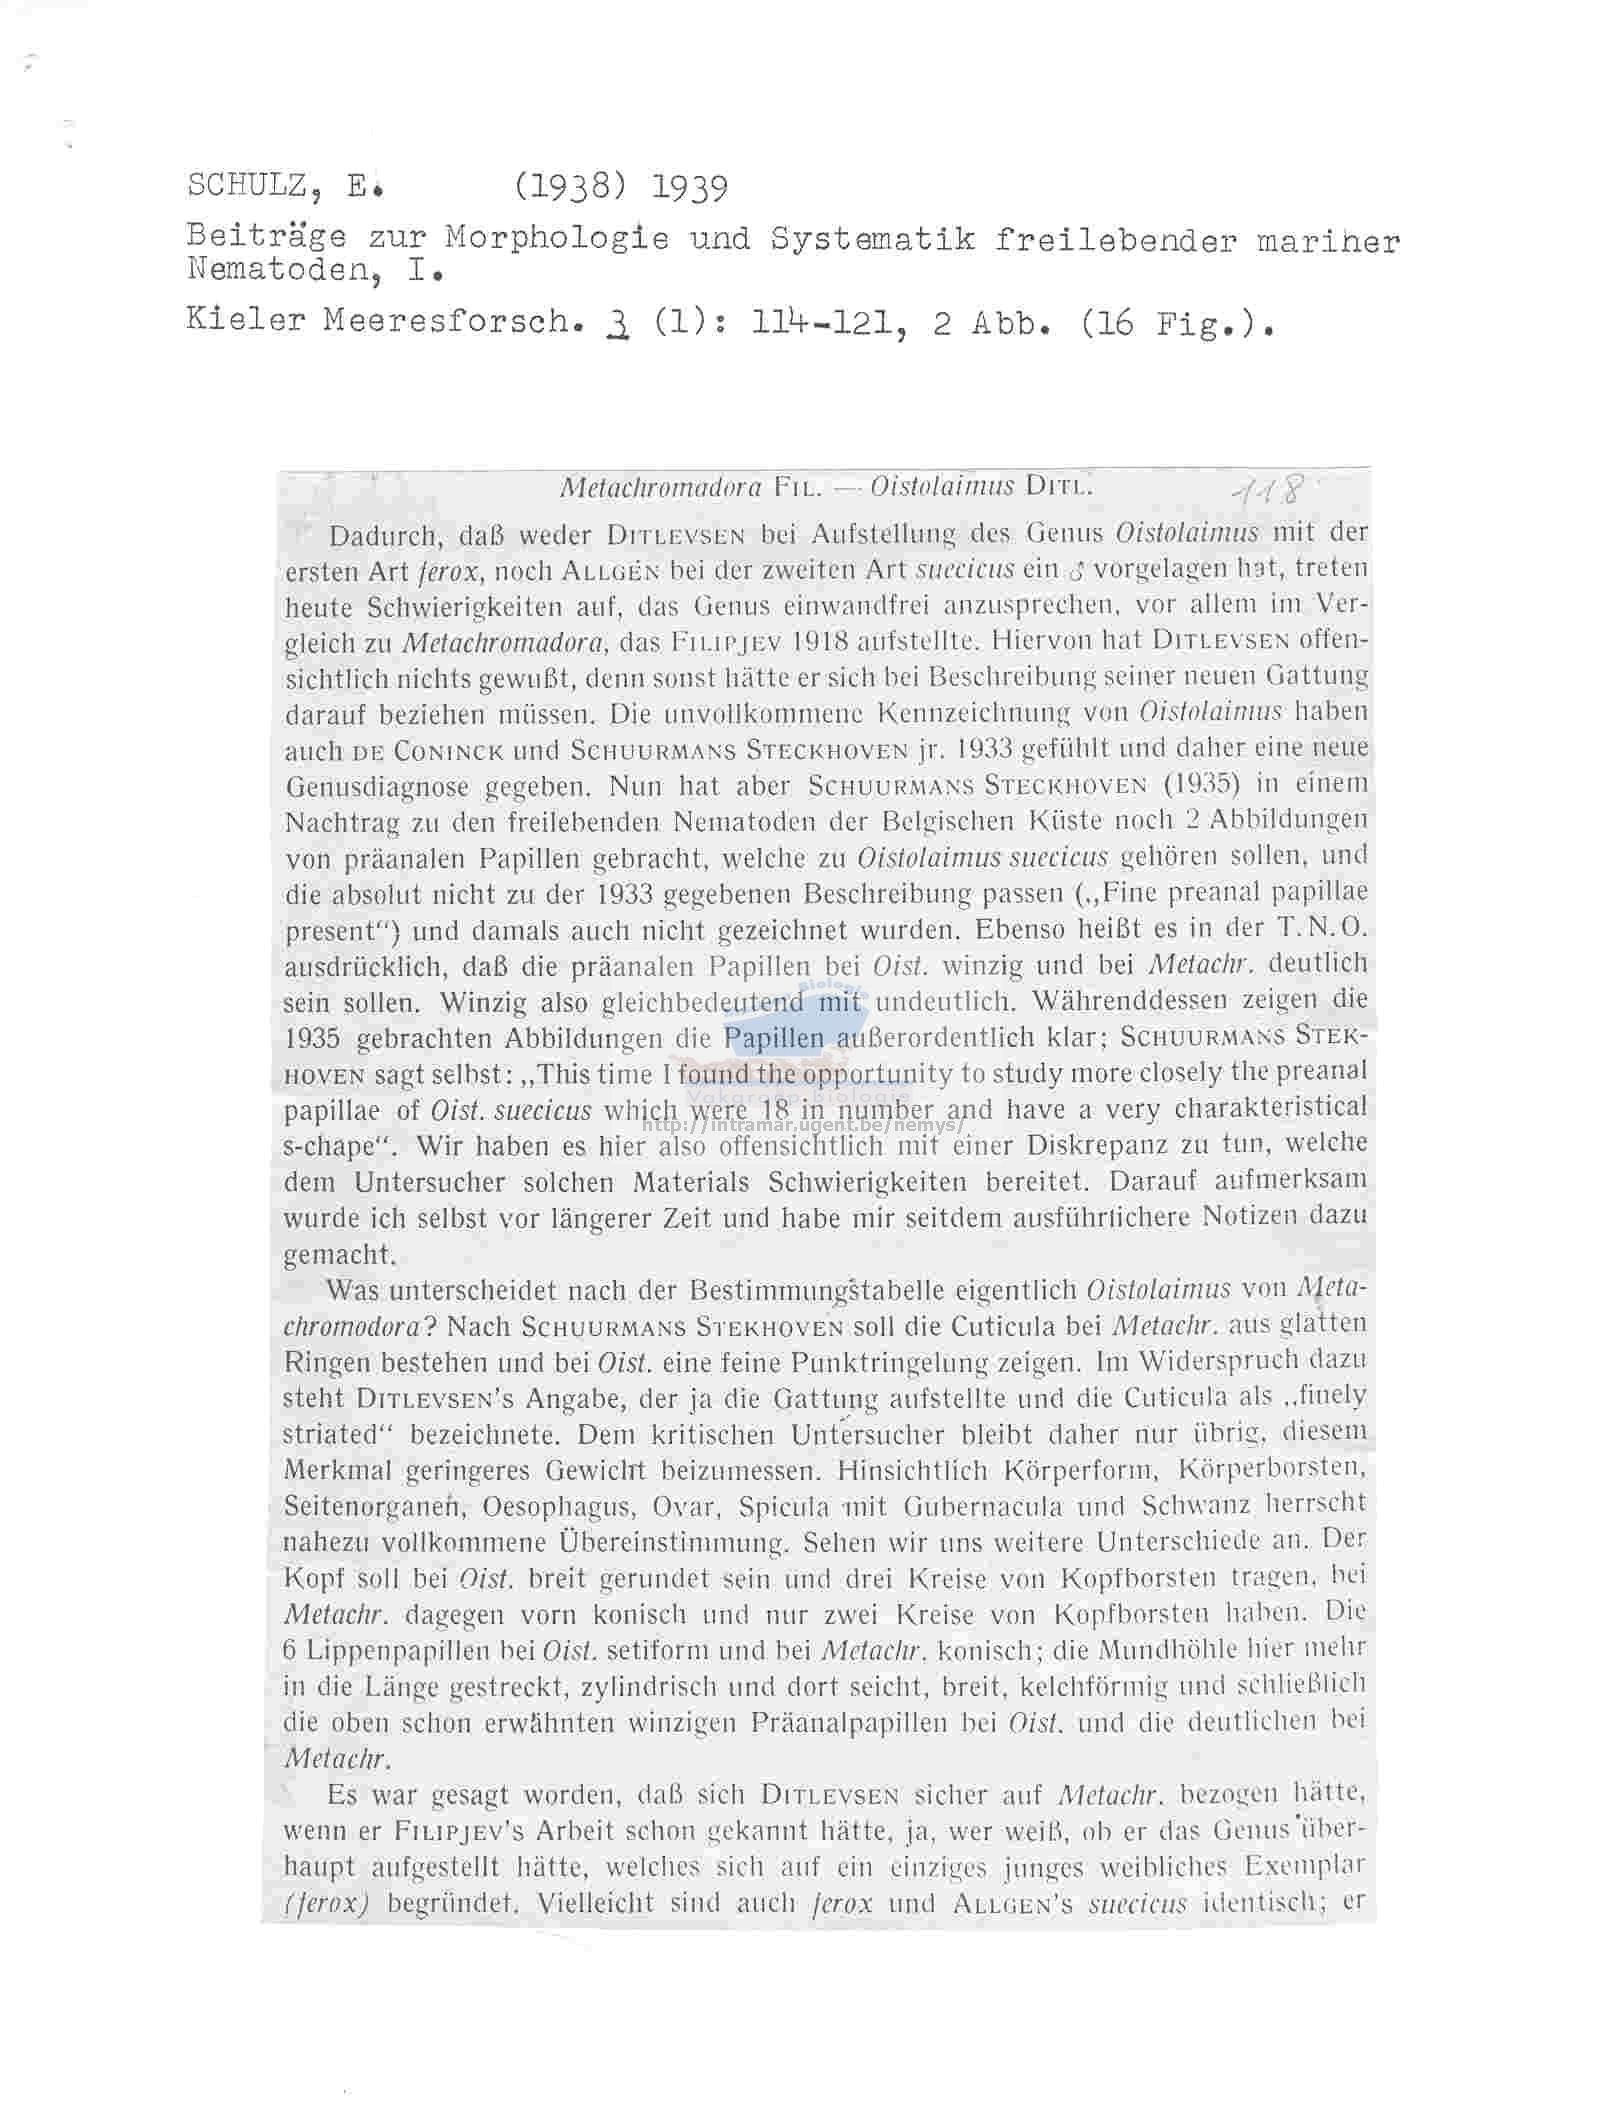 SCHULZ, E. (1938) 1939
Beiträge zur Morphologie und Systematik freilebender mariner
Nematoden, I.
Kieler Meeresforsch. 3 (1): 114-121, 2 Abb. (16 Fig.).
Metachromadora FIL. — Oistolaimus DITL. 118
Dadurch, daß weder DITLEVSEN bei Aufstellung des Genus Oistolaimus mit der
ersten Art ferox, noch ALLGÉN bei der zweiten Art suecicus ein ♂ vorgelagen hat, treten
heute Schwierigkeiten auf, das Genus einwandfrei anzusprechen, vor allem im Ver-
gleich zu Metachromadora, das FILIPJEV 1918 aufstellte. Hiervon hat DITLEVSEN offen-
sichtlich nichts gewußt, denn sonst hätte er sich bei Beschreibung seiner neuen Gattung
darauf beziehen müssen. Die unvollkommene Kennzeichnung von Oistolaimus haben
auch DE CONINCK und SCHUURMANS STECKHOVEN jr. 1933 gefühlt und daher eine neue
Genusdiagnose gegeben. Nun hat aber SCHUURMANS STECKHOVEN (1935) in einem
Nachtrag zu den freilebenden Nematoden der Belgischen Küste noch 2 Abbildungen
von präanalen Papillen gebracht, welche zu Oistolaimus suecicus gehören sollen, und
die absolut nicht zu der 1933 gegebenen Beschreibung passen („Fine preanal papillae
present“) und damals auch nicht gezeichnet wurden. Ebenso heißt es in der T. N. O.
ausdrücklich, daß die präanalen Papillen bei Oist. winzig und bei Metachr. deutlich
sein sollen. Winzig also gleichbedeutend mit undeutlich. Währenddessen zeigen die
1935 gebrachten Abbildungen die Papillen außerordentlich klar; SCHUURMANS STEK-
HOVEN sagt selbst: „This time I found the opportunity to study more closely the preanal
papillae of Oist. suecicus which were 18 in number and have a very charakteristical
s-chape“. Wir haben es hier also offensichtlich mit einer Diskrepanz zu tun, welche
dem Untersucher solchen Materials Schwierigkeiten bereitet. Darauf aufmerksam
wurde ich selbst vor längerer Zeit und habe mir seitdem ausführlichere Notizen dazu
gemacht.
Was unterscheidet nach der Bestimmungstabelle eigentlich Oistolaimus von Meta-
chromodora? Nach SCHUURMANS STEKHOVEN soll die Cuticula bei Metachr. aus glatten
Ringen bestehen und bei Oist. eine feine Punktringelung zeigen. Im Widerspruch dazu
steht DITLEVSEN'S Angabe, der ja die Gattung aufstellte und die Cuticula als „finely
striated“ bezeichnete. Dem kritischen Untersucher bleibt daher nur übrig, diesem
Merkmal geringeres Gewicht beizumessen. Hinsichtlich Körperform, Körperborsten,
Seitenorganen, Oesophagus, Ovar, Spicula mit Gubernacula und Schwanz herrscht
nahezu vollkommene Übereinstimmung. Sehen wir uns weitere Unterschiede an. Der
Kopf soll bei Oist. breit gerundet sein und drei Kreise von Kopfborsten tragen, bei
Metachr. dagegen vorn konisch und nur zwei Kreise von Kopfborsten haben. Die
6 Lippenpapillen bei Oist. setiform und bei Metachr. konisch; die Mundhöhle hier mehr
in die Länge gestreckt, zylindrisch und dort seicht, breit, kelchförmig und schließlich
die oben schon erwähnten winzigen Präanalpapillen bei Oist. und die deutlichen bei
Metachr.
Es war gesagt worden, daß sich DITLEVSEN sicher auf Metachr. bezogen hätte,
wenn er FILIPJEV'S Arbeit schon gekannt hätte, ja, wer weiß, ob er das Genus über-
haupt aufgestellt hätte, welches sich auf ein einziges junges weibliches Exemplar
(ferox) begründet. Vielleicht sind auch ferox und ALLGEN'S suecicus identisch; er
Biologie
Vakgroep biologie
http://intramar.ugent.be/nemys/